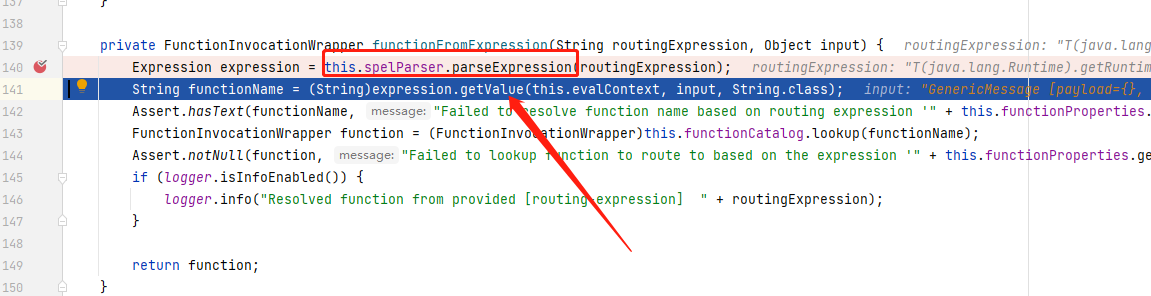 137 }
138
139 private FunctionInvocationWrapper functionFromExpression(String routingExpression, Object input) { routingExpression: "T(java.lang
140 Expression expression = this.spelParser.parseExpression(routingExpression); routingExpression: "T(java.lang.Runtime).getRuntim
141 String functionName = (String)expression.getValue(this.evalContext, input, String.class); input: "GenericMessage [payload={},
142 Assert.hasText(functionName, message: "Failed to resolve function name based on routing expression '" + this.functionProperties.
143 FunctionInvocationWrapper function = (FunctionInvocationWrapper)this.functionCatalog.lookup(functionName);
144 Assert.notNull(function, message: "Failed to lookup function to route to based on the expression '" + this.functionProperties.ge
145 if (logger.isInfoEnabled()) {
146 logger.info("Resolved function from provided [routing-expression]  " + routingExpression);
147 }
148
149 return function;
150 }